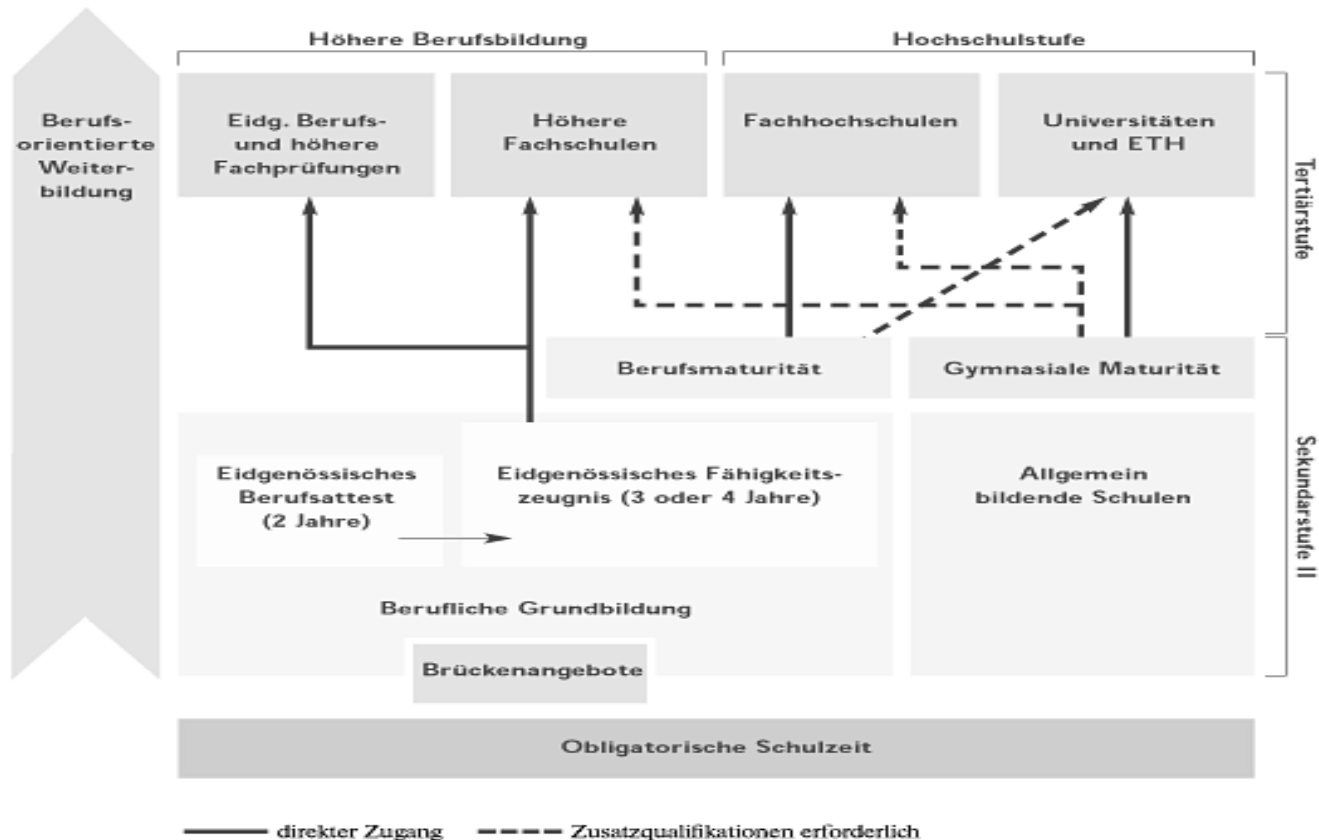 Höhere Berufsbildung
Hochschulstufe
Berufs-
orientierte
Weiter-
bildung
Eidg. Berufs-
und höhere
Fachprüfungen
Höhere
Fachschulen
Fachhochschulen
Universitäten
und ETH
Tertiärstufe
Berufsmaturität
Gymnasiale Maturität
Eidgenössisches
Berufsattest
(2 Jahre)
Eidgenössisches Fähigkeits-
zeugnis (3 oder 4 Jahre)
Allgemein
bildende Schulen
Sekundarstufe II
Berufliche Grundbildung
Brückenangebote
Obligatorische Schulzeit
direkter Zugang
Zusatzqualifikationen erforderlich